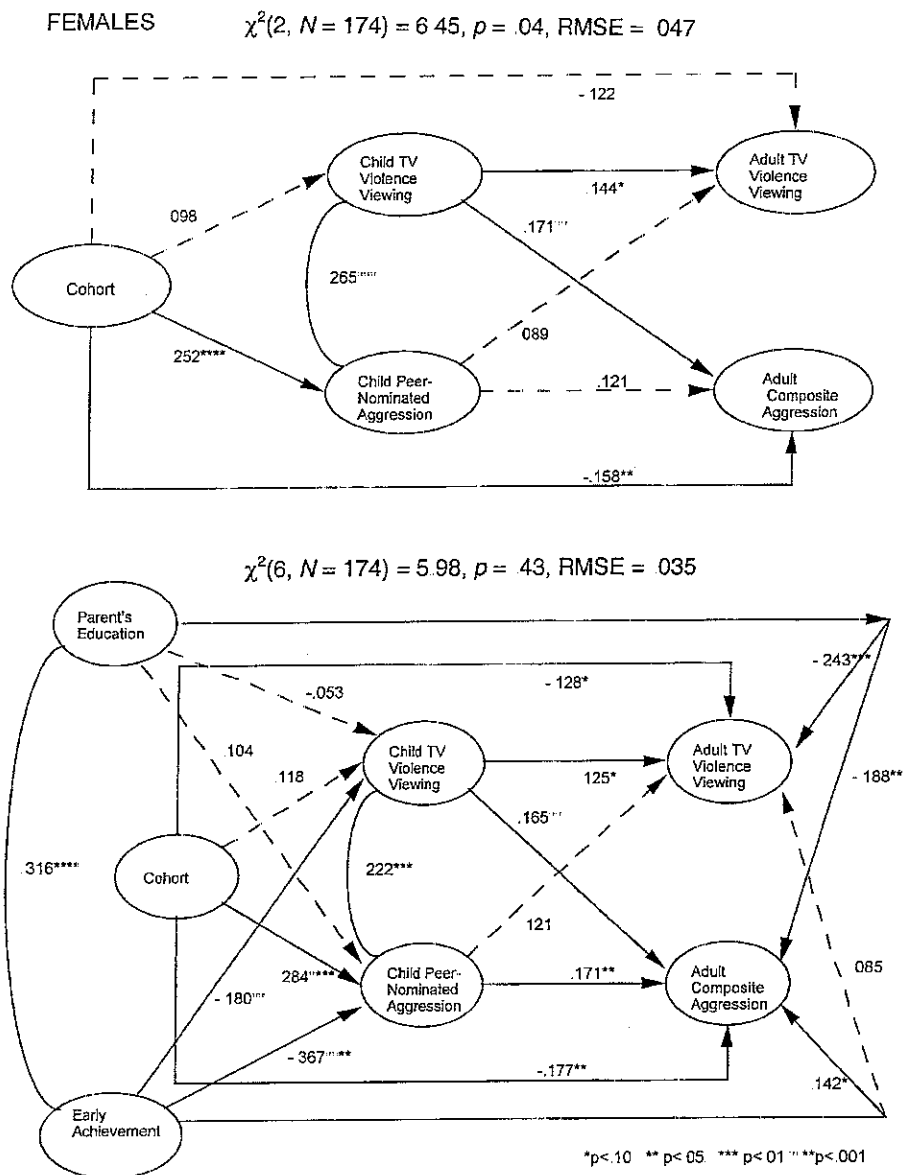 FEMALES
χ²(2, N = 174) = 6 45, p = .04, RMSE = 047
- 122
Child TV
Violence
Viewing
Adult TV
Violence
Viewing
.144*
098
.171***
Cohort
265****
089
252****
Child Peer-
Nominated
Aggression
.121
Adult
Composite
Aggression
-.158**
χ²(6, N = 174) = 5.98, p = .43, RMSE = 035
Parent's
Education
- 243***
- 128*
-.053
.104
.118
Child TV
Violence
Viewing
125*
Adult TV
Violence
Viewing
- 188**
.165***
.316****
222***
Cohort
121
284****
Child Peer-
Nominated
Aggression
.171**
Adult
Composite
Aggression
085
- 180***
- 367****
-.177**
.142*
Early
Achievement
*p<.10 ** p< 05. *** p< 01 ****p<.001